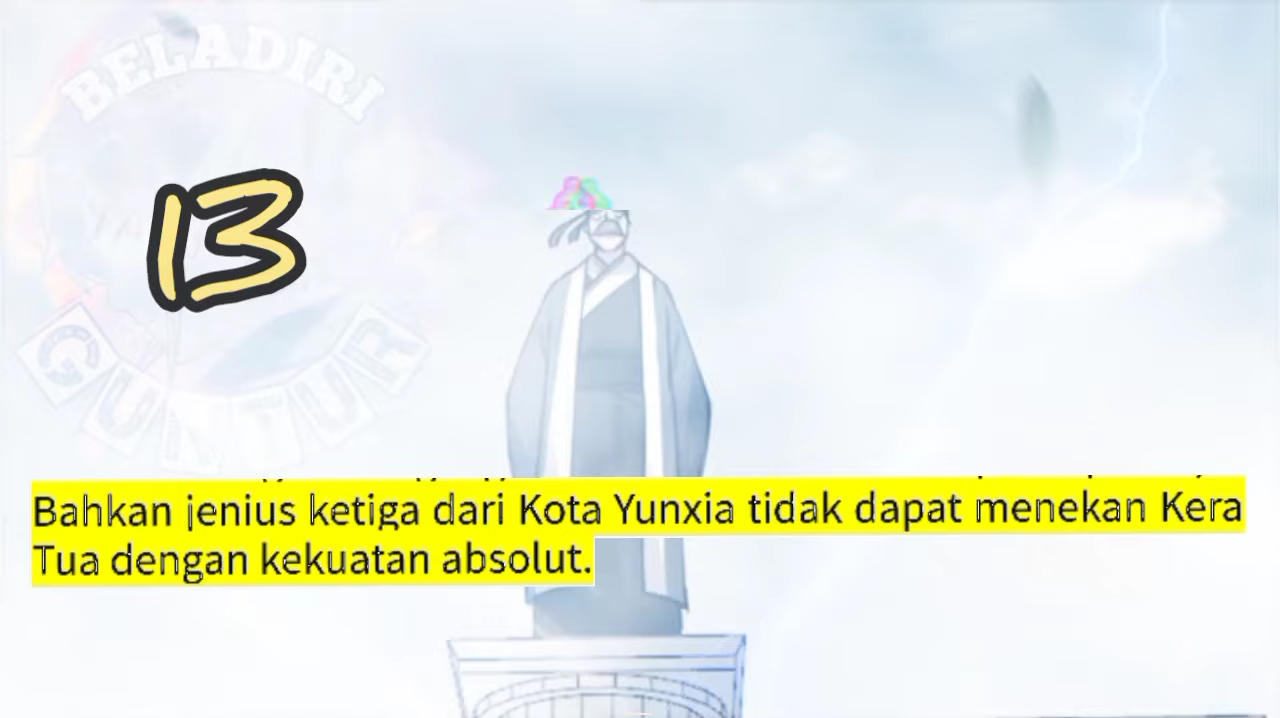 BELADIRI
13
GUNTUR
Bahkan jenius ketiga dari Kota Yunxia tidak dapat menekan Kera
Tua dengan kekuatan absolut.